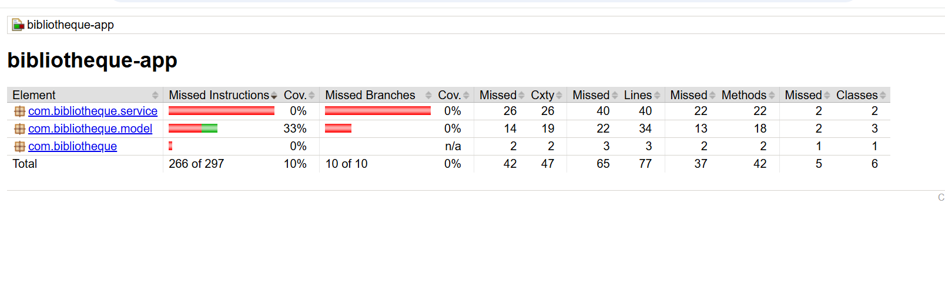 bibliotheque-app
bibliotheque-app
Element Missed Instructions Cov. Missed Branches Cov. Missed Cxty Missed Lines Missed Methods Missed Classes
com.bibliotheque.service 0% 0% 26 26 40 40 22 22 2 2
com.bibliotheque.model 33% 0% 14 19 22 34 13 18 2 3
com.bibliotheque 0% n/a 2 2 3 3 2 2 1 1
Total 266 of 297 10% 10 of 10 0% 42 47 65 77 37 42 5 6
C